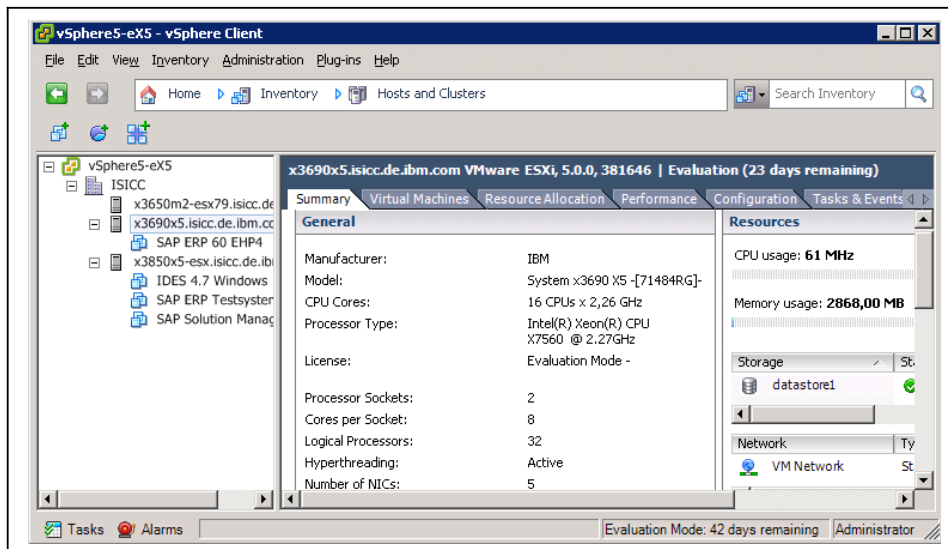 vSphere5-eX5 - vSphere Client
File Edit View Inventory Administration Plug-ins Help
Home Inventory Hosts and Clusters Search Inventory
vSphere5-eX5
ISICC
x3650m2-esx79.isicc.de
x3690x5.isicc.de.ibm.cc
SAP ERP 60 EHP4
x3850x5-esx.isicc.de.ib
IDES 4.7 Windows
SAP ERP Testsyster
SAP Solution Manag
x3690x5.isicc.de.ibm.com VMware ESXi, 5.0.0, 381646 | Evaluation (23 days remaining)
Summary Virtual Machines Resource Allocation Performance Configuration Tasks & Events
General
Manufacturer: IBM
Model: System x3690 X5 -[71484RG]-
CPU Cores: 16 CPUs x 2,26 GHz
Processor Type: Intel(R) Xeon(R) CPU
X7560 @ 2.27GHz
License: Evaluation Mode -
Processor Sockets: 2
Cores per Socket: 8
Logical Processors: 32
Hyperthreading: Active
Number of NICs: 5
Resources
CPU usage: 61 MHz
Memory usage: 2868,00 MB
Storage St
datastore1
Network Ty
VM Network St
Tasks Alarms Evaluation Mode: 42 days remaining Administrator